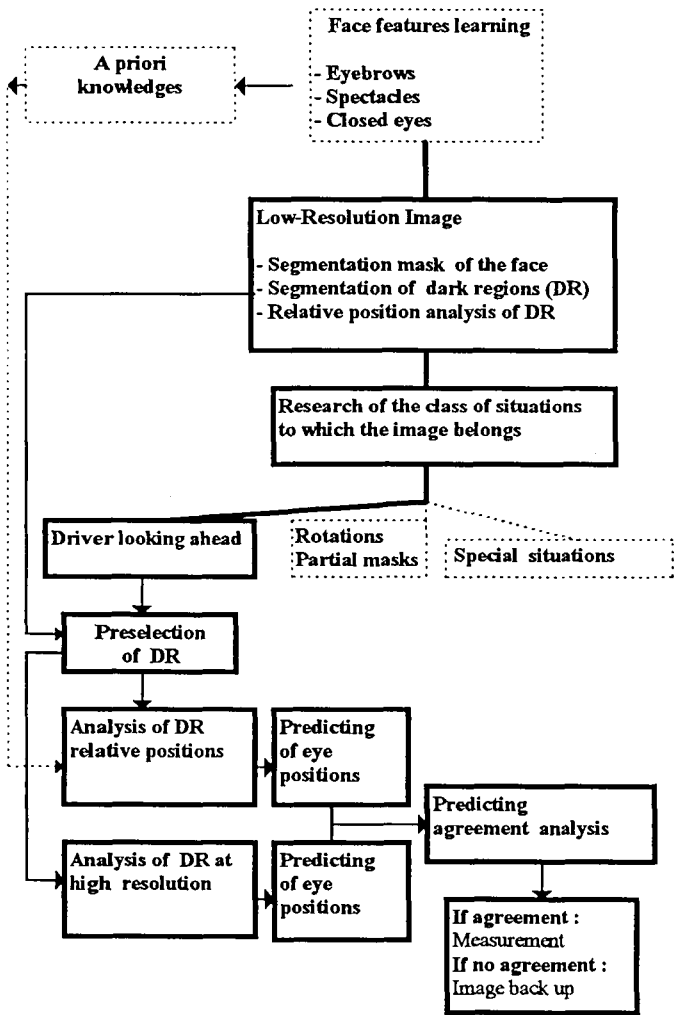 Face features learning
- Eyebrows
- Spectacles
- Closed eyes
A priori
knowledges
Low-Resolution Image
- Segmentation mask of the face
- Segmentation of dark regions (DR)
- Relative position analysis of DR
Research of the class of situations
to which the image belongs
Driver looking ahead
Rotations
Partial masks
Special situations
Preselection
of DR
Analysis of DR
relative positions
Predicting
of eye
positions
Predicting
agreement analysis
Analysis of DR at
high resolution
Predicting
of eye
positions
If agreement :
Measurement
If no agreement :
Image back up